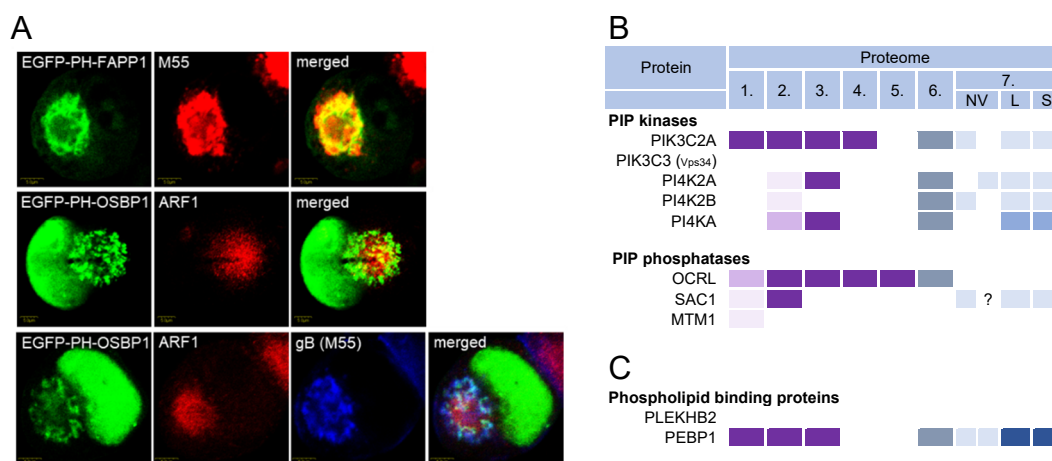 A
EGFP-PH-FAPP1 M55 merged
EGFP-PH-OSBP1 ARF1 merged
EGFP-PH-OSBP1 ARF1 gB (M55) merged
B
Protein Proteome
1. 2. 3. 4. 5. 6. 7.
NV L S
PIP kinases
PIK3C2A
PIK3C3 (Vps34)
PI4K2A
PI4K2B
PI4KA
PIP phosphatases
OCRL
SAC1 ?
MTM1
C
Phospholipid binding proteins
PLEKHB2
PEBP1